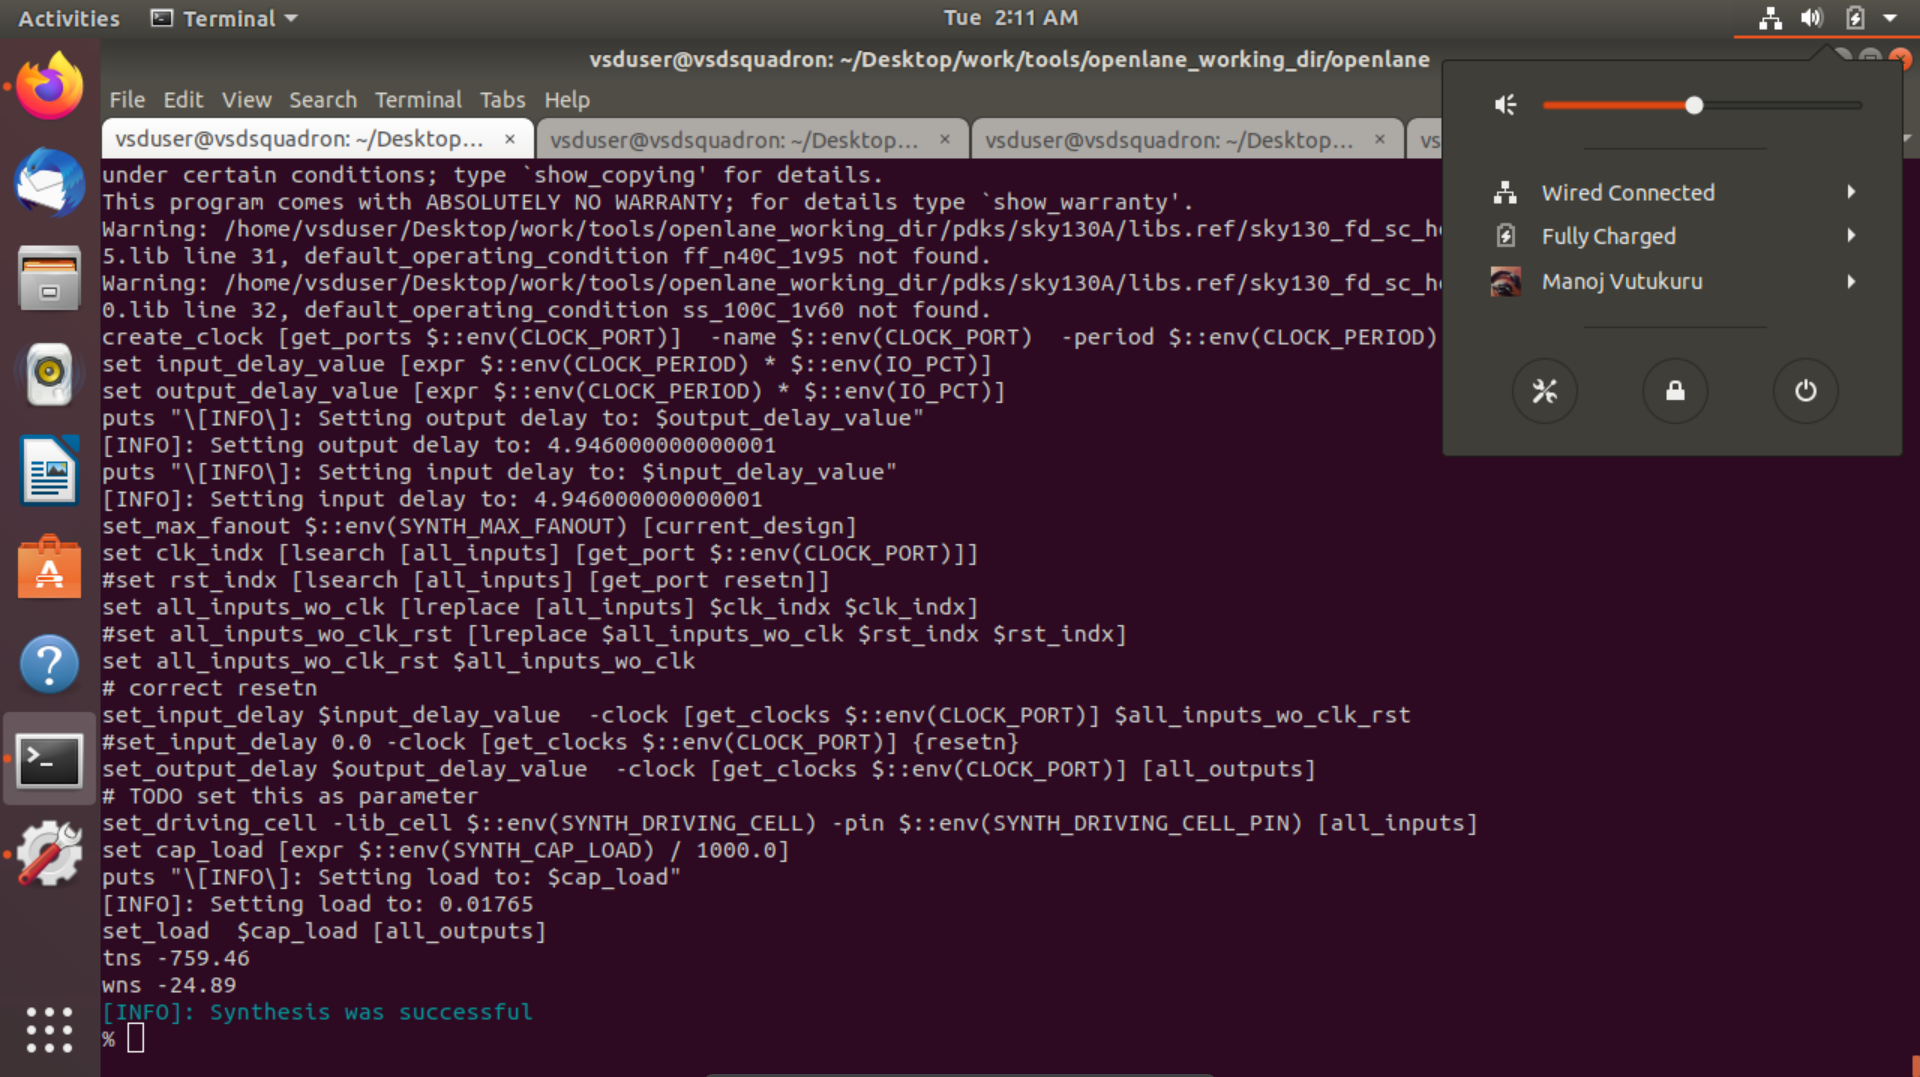 Activities
Terminal
Tue 2:11 AM
vsduser@vsdsquadron: ~/Desktop/work/tools/openlane_working_dir/openlane
File Edit View Search Terminal Tabs Help
vsduser@vsdsquadron: ~/Desktop... × vsduser@vsdsquadron: ~/Desktop... × vsduser@vsdsquadron: ~/Desktop... × vs
under certain conditions; type `show_copying' for details.
This program comes with ABSOLUTELY NO WARRANTY; for details type `show_warranty'.
Warning: /home/vsduser/Desktop/work/tools/openlane_working_dir/pdks/sky130A/libs.ref/sky130_fd_sc_h
5.lib line 31, default_operating_condition ff_n40C_1v95 not found.
Warning: /home/vsduser/Desktop/work/tools/openlane_working_dir/pdks/sky130A/libs.ref/sky130_fd_sc_h
0.lib line 32, default_operating_condition ss_100C_1v60 not found.
create_clock [get_ports $::env(CLOCK_PORT)]  -name $::env(CLOCK_PORT)  -period $::env(CLOCK_PERIOD)
set input_delay_value [expr $::env(CLOCK_PERIOD) * $::env(IO_PCT)]
set output_delay_value [expr $::env(CLOCK_PERIOD) * $::env(IO_PCT)]
puts "\[INFO\]: Setting output delay to: $output_delay_value"
[INFO]: Setting output delay to: 4.946000000000001
puts "\[INFO\]: Setting input delay to: $input_delay_value"
[INFO]: Setting input delay to: 4.946000000000001
set_max_fanout $::env(SYNTH_MAX_FANOUT) [current_design]
set clk_indx [lsearch [all_inputs] [get_port $::env(CLOCK_PORT)]]
#set rst_indx [lsearch [all_inputs] [get_port resetn]]
set all_inputs_wo_clk [lreplace [all_inputs] $clk_indx $clk_indx]
#set all_inputs_wo_clk_rst [lreplace $all_inputs_wo_clk $rst_indx $rst_indx]
set all_inputs_wo_clk_rst $all_inputs_wo_clk
# correct resetn
set_input_delay $input_delay_value  -clock [get_clocks $::env(CLOCK_PORT)] $all_inputs_wo_clk_rst
#set_input_delay 0.0 -clock [get_clocks $::env(CLOCK_PORT)] {resetn}
set_output_delay $output_delay_value  -clock [get_clocks $::env(CLOCK_PORT)] [all_outputs]
# TODO set this as parameter
set_driving_cell -lib_cell $::env(SYNTH_DRIVING_CELL) -pin $::env(SYNTH_DRIVING_CELL_PIN) [all_inputs]
set cap_load [expr $::env(SYNTH_CAP_LOAD) / 1000.0]
puts "\[INFO\]: Setting load to: $cap_load"
[INFO]: Setting load to: 0.01765
set_load  $cap_load [all_outputs]
tns -759.46
wns -24.89
[INFO]: Synthesis was successful
%
Wired Connected
Fully Charged
Manoj Vutukuru